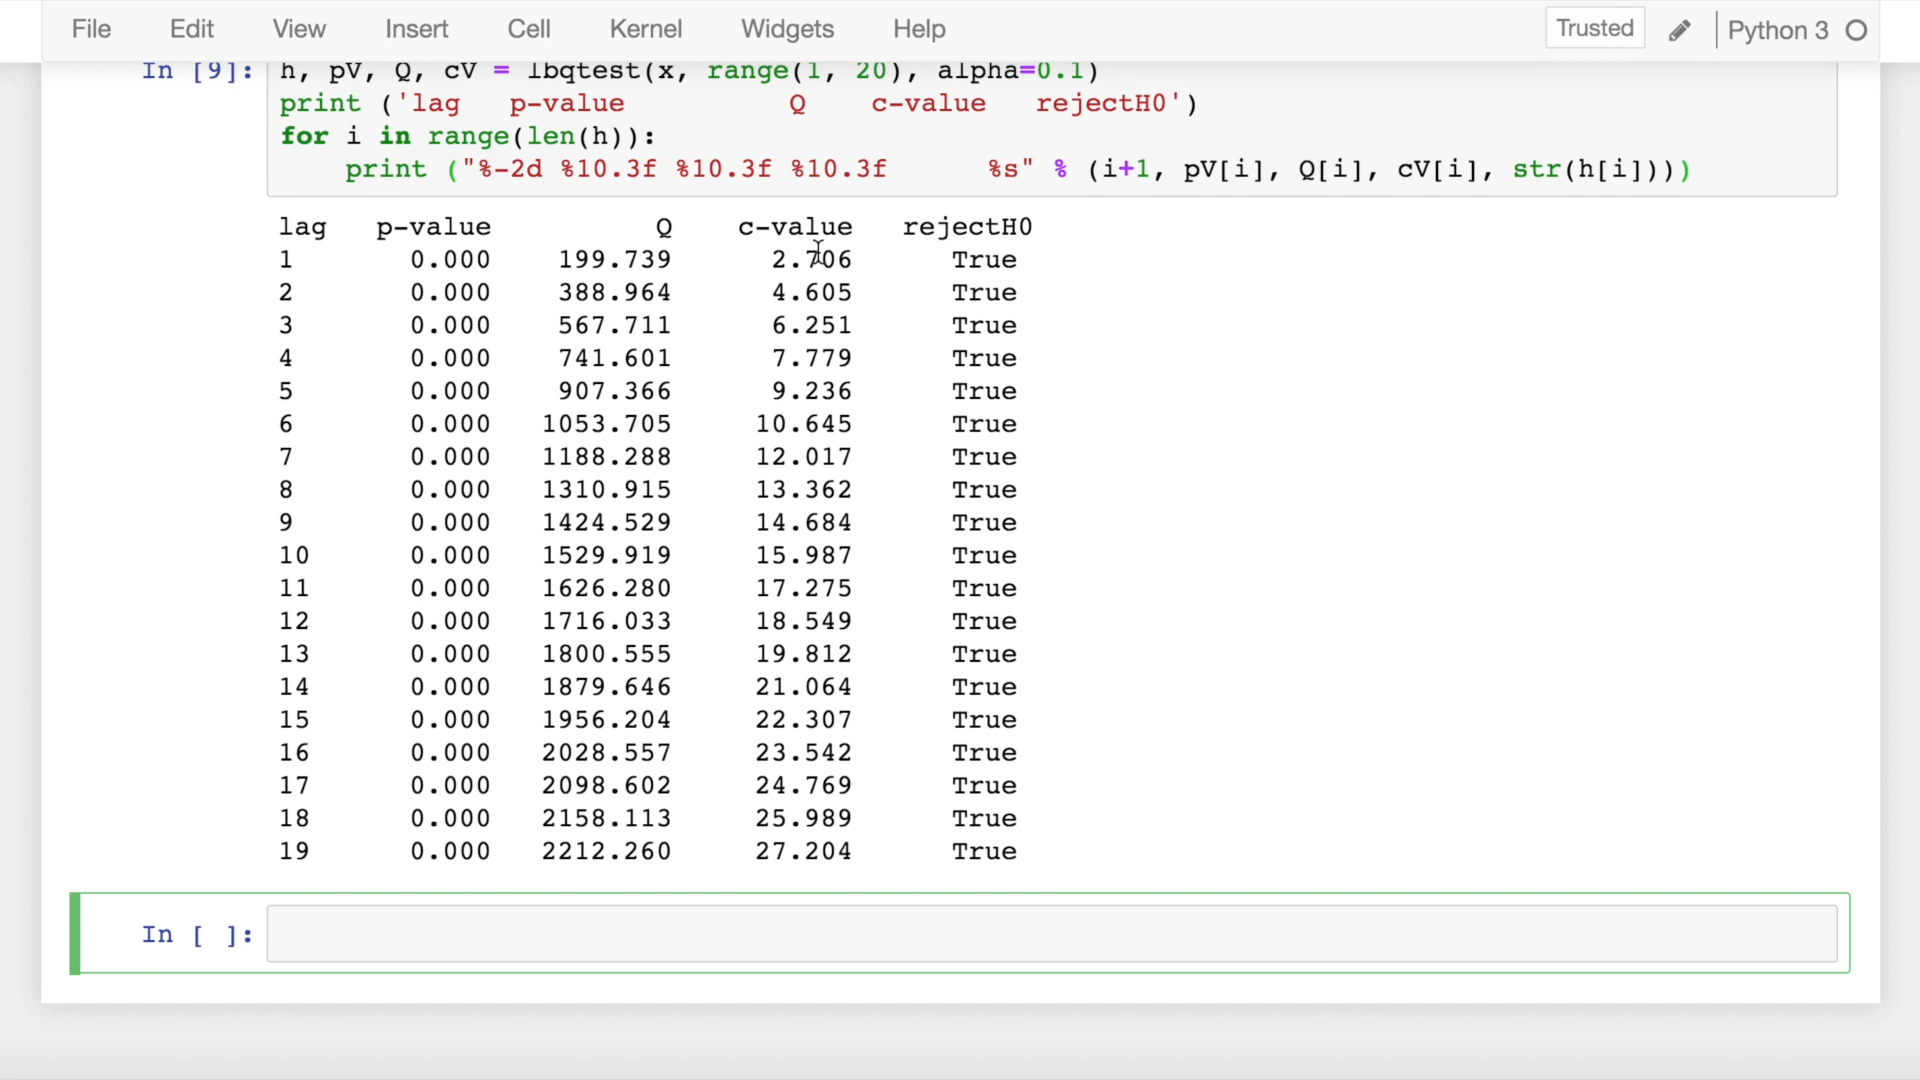 File Edit View Insert Cell Kernel Widgets Help Trusted Python 3
In [9]: h, pV, Q, cV = lbqtest(x, range(1, 20), alpha=0.1)
print ('lag   p-value          Q    c-value   rejectH0')
for i in range(len(h)):
    print ("%-2d %10.3f %10.3f %10.3f      %s" % (i+1, pV[i], Q[i], cV[i], str(h[i])))
lag   p-value          Q    c-value   rejectH0
1       0.000    199.739      2.706      True
2       0.000    388.964      4.605      True
3       0.000    567.711      6.251      True
4       0.000    741.601      7.779      True
5       0.000    907.366      9.236      True
6       0.000   1053.705     10.645      True
7       0.000   1188.288     12.017      True
8       0.000   1310.915     13.362      True
9       0.000   1424.529     14.684      True
10      0.000   1529.919     15.987      True
11      0.000   1626.280     17.275      True
12      0.000   1716.033     18.549      True
13      0.000   1800.555     19.812      True
14      0.000   1879.646     21.064      True
15      0.000   1956.204     22.307      True
16      0.000   2028.557     23.542      True
17      0.000   2098.602     24.769      True
18      0.000   2158.113     25.989      True
19      0.000   2212.260     27.204      True
In [ ]: